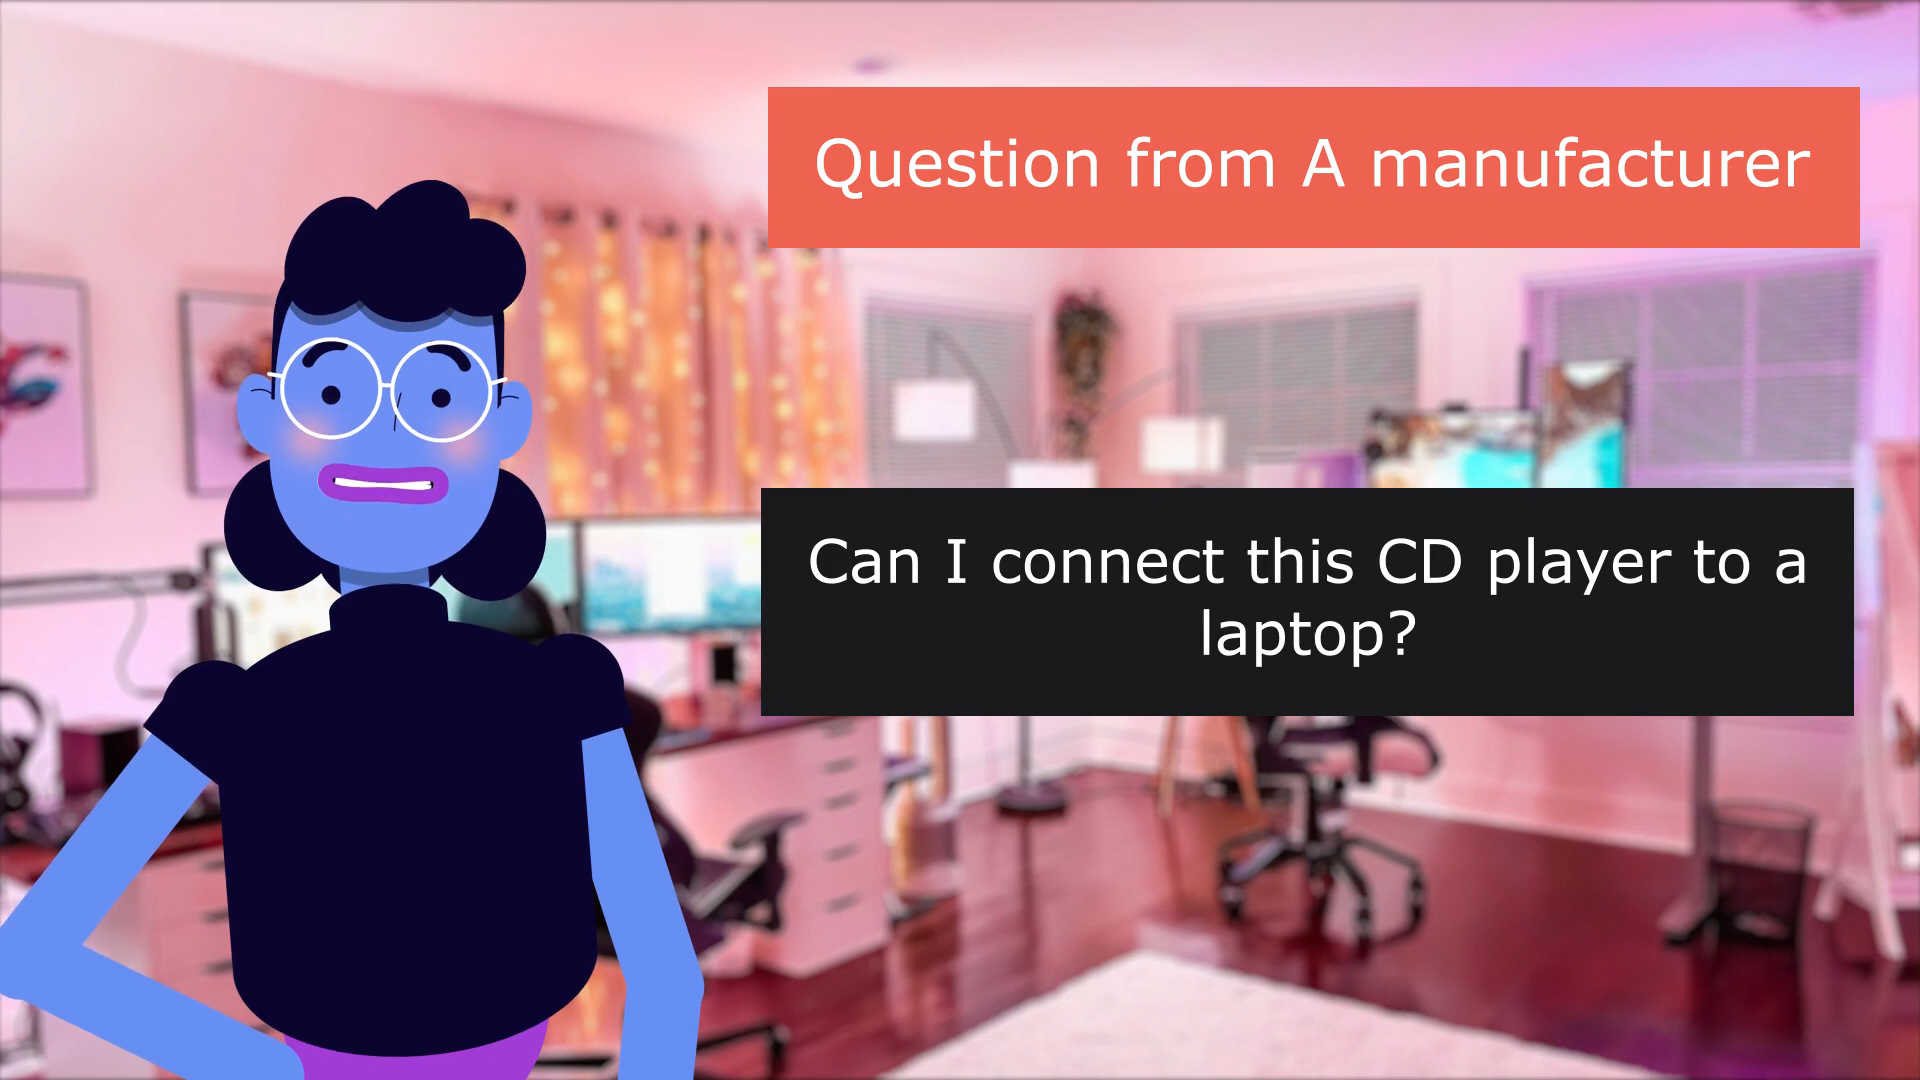 Question from A manufacturer
Can I connect this CD player to a
laptop?